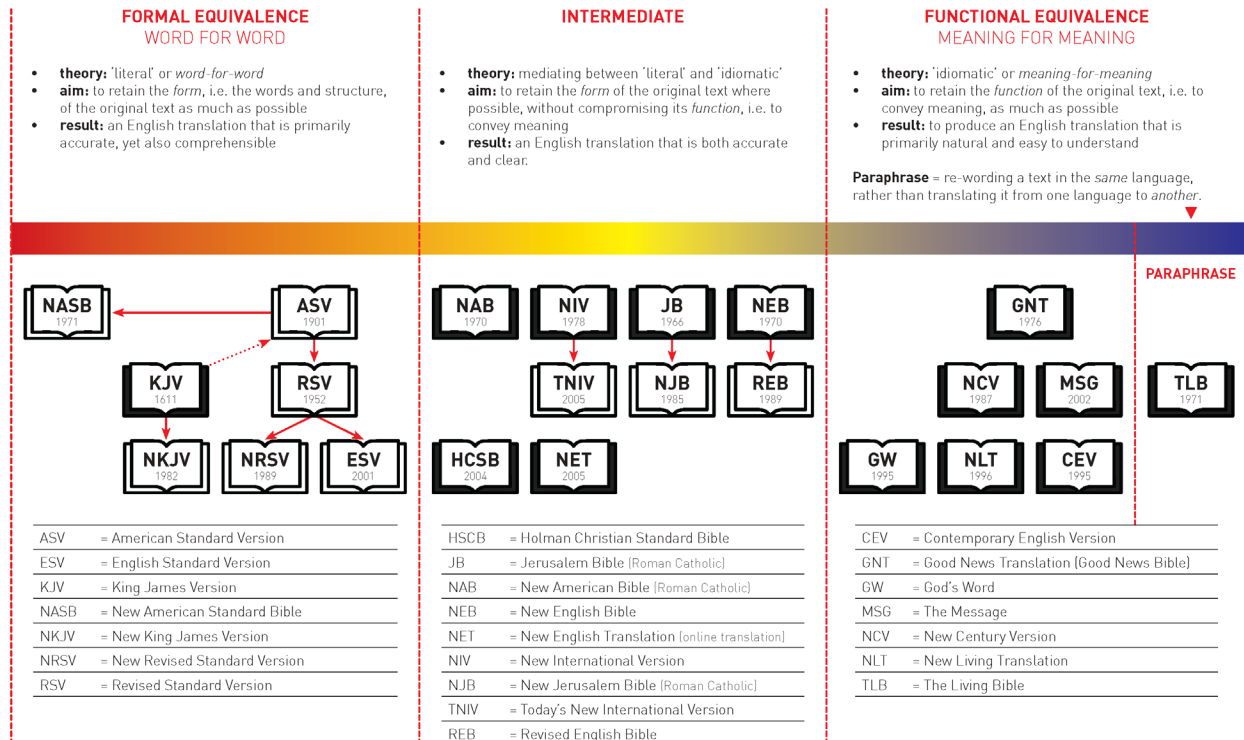 FORMAL EQUIVALENCE
WORD FOR WORD
• theory: 'literal' or word-for-word
• aim: to retain the form, i.e. the words and structure,
of the original text as much as possible
• result: an English translation that is primarily
accurate, yet also comprehensible
INTERMEDIATE
• theory: mediating between 'literal' and 'idiomatic'
• aim: to retain the form of the original text where
possible, without compromising its function, i.e. to
convey meaning
• result: an English translation that is both accurate
and clear.
FUNCTIONAL EQUIVALENCE
MEANING FOR MEANING
• theory: 'idiomatic' or meaning-for-meaning
• aim: to retain the function of the original text, i.e. to
convey meaning, as much as possible
• result: to produce an English translation that is
primarily natural and easy to understand
Paraphrase = re-wording a text in the same language,
rather than translating it from one language to another.
PARAPHRASE
NASB
1971
ASV
1901
KJV
1611
RSV
1952
NKJV
1982
NRSV
1989
ESV
2001
NAB
1970
NIV
1978
JB
1966
NEB
1970
TNIV
2005
NJB
1985
REB
1989
HCSB
2004
NET
2005
GNT
1976
NCV
1987
MSG
2002
TLB
1971
GW
1995
NLT
1996
CEV
1995
ASV = American Standard Version
ESV = English Standard Version
KJV = King James Version
NASB = New American Standard Bible
NKJV = New King James Version
NRSV = New Revised Standard Version
RSV = Revised Standard Version
HSCB = Holman Christian Standard Bible
JB = Jerusalem Bible (Roman Catholic)
NAB = New American Bible (Roman Catholic)
NEB = New English Bible
NET = New English Translation (online translation)
NIV = New International Version
NJB = New Jerusalem Bible (Roman Catholic)
TNIV = Today's New International Version
REB = Revised English Bible
CEV = Contemporary English Version
GNT = Good News Translation (Good News Bible)
GW = God's Word
MSG = The Message
NCV = New Century Version
NLT = New Living Translation
TLB = The Living Bible